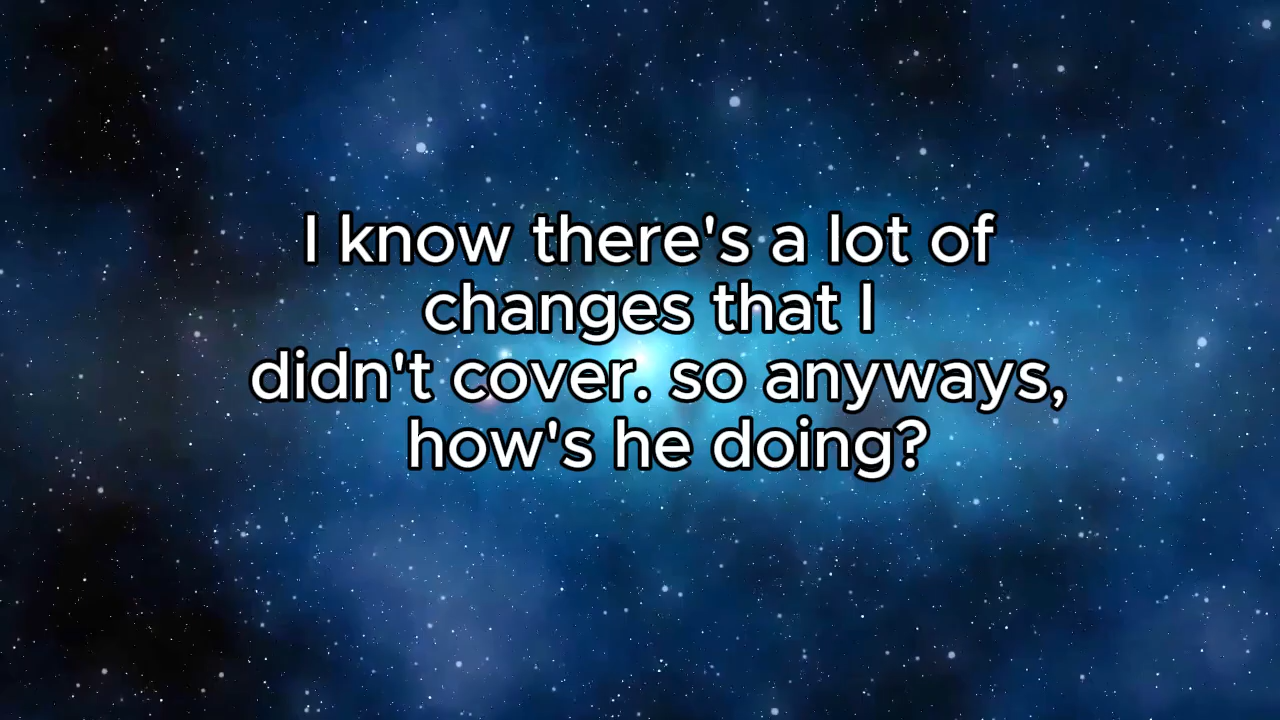 I know there's a lot of
changes that I
didn't cover. so anyways,
how's he doing?